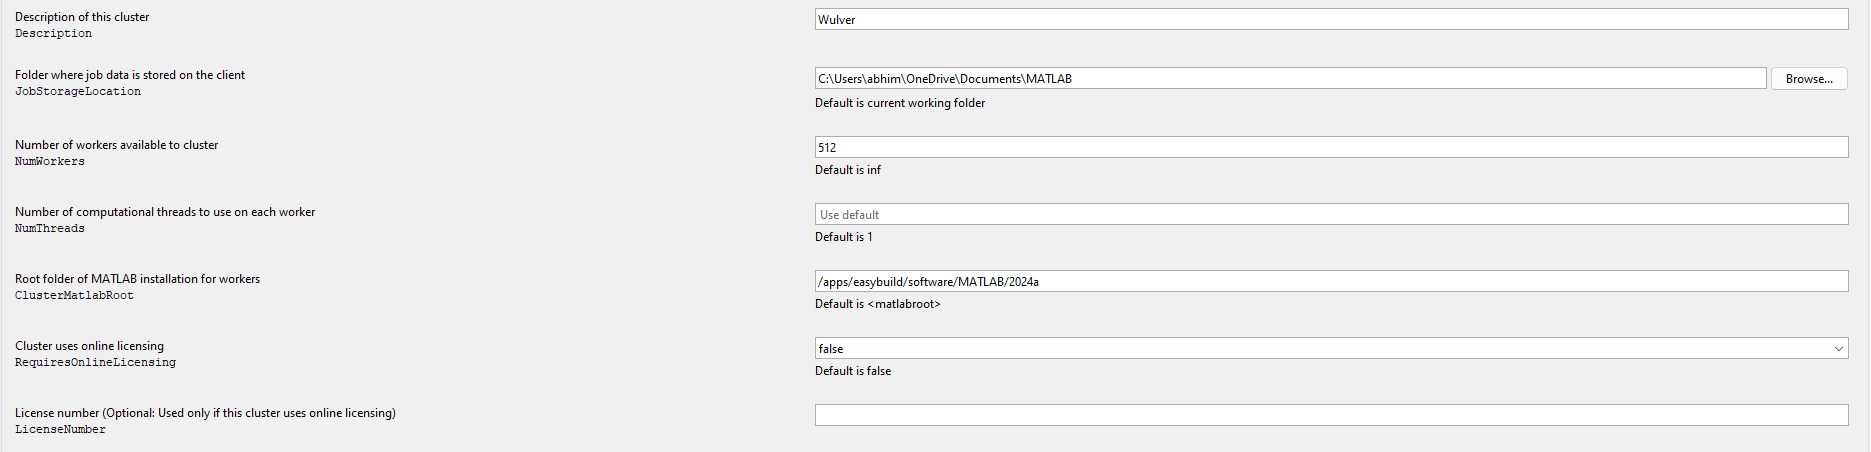 Description of this cluster
Wulver
Description
Folder where job data is stored on the client
C:\Users\abhim\OneDrive\Documents\MATLAB
Browse...
JobStorageLocation
Default is current working folder
Number of workers available to cluster
512
NumWorkers
Default is inf
Number of computational threads to use on each worker
Use default
NumThreads
Default is 1
Root folder of MATLAB installation for workers
/apps/easybuild/software/MATLAB/2024a
ClusterMatlabRoot
Default is <matlabroot>
Cluster uses online licensing
false
RequiresOnlineLicensing
Default is false
License number (Optional: Used only if this cluster uses online licensing)
LicenseNumber